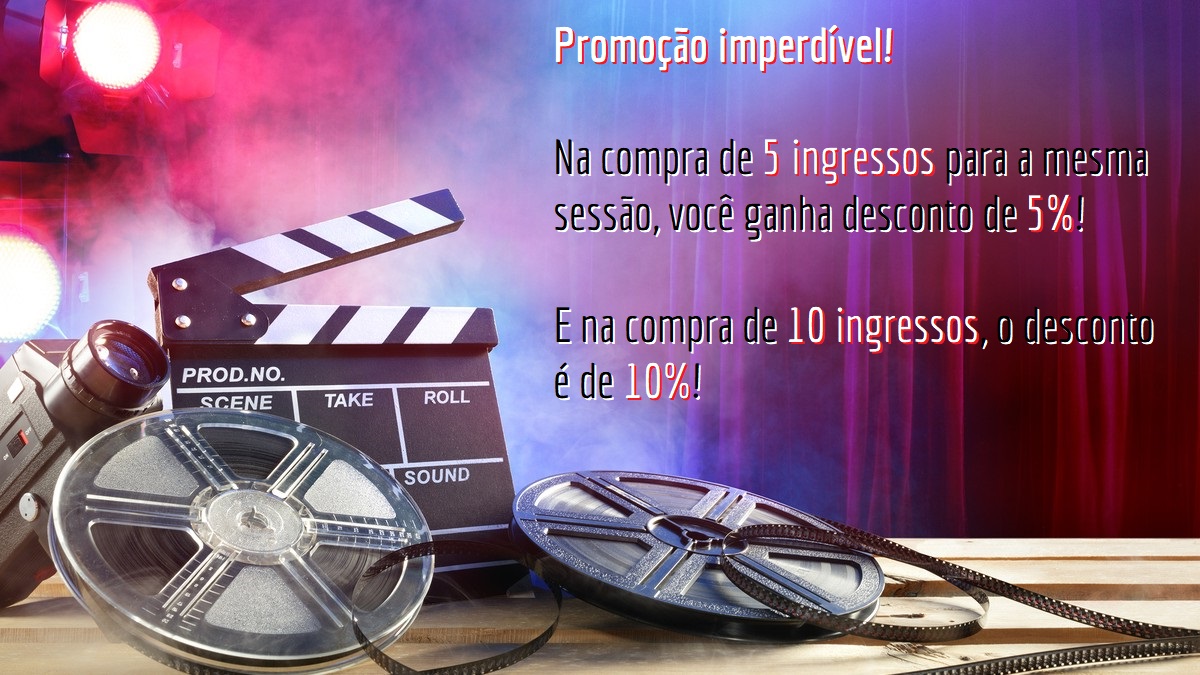 Promoção imperdível!
Na compra de 5 ingressos para a mesma
sessão, você ganha desconto de 5%!
E na compra de 10 ingressos, o desconto
é de 10%!
PROD.NO.
SCENE TAKE ROLL
SOUND